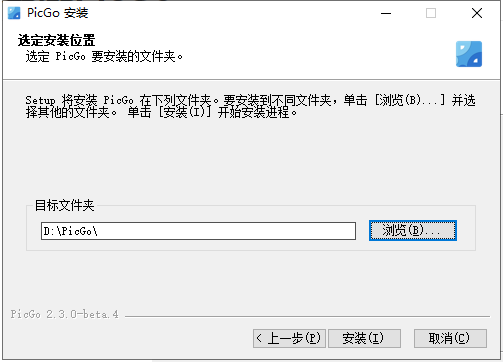 PicGo 安装
选定安装位置
选定 PicGo 要安装的文件夹。
Setup 将安装 PicGo 在下列文件夹。要安装到不同文件夹，单击 [浏览(B)...] 并选
择其他的文件夹。 单击 [安装(I)] 开始安装进程。
目标文件夹
D:\PicGo\
浏览(B)...
PicGo 2.3.0-beta.4
< 上一步(P)
安装(I)
取消(C)